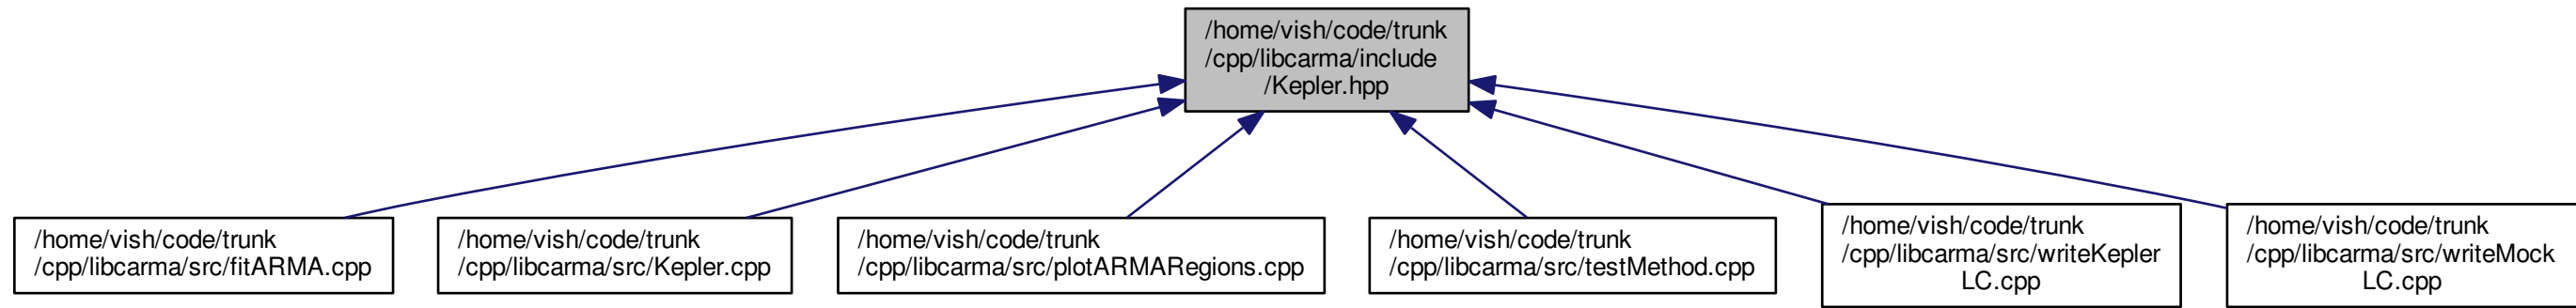 /home/vish/code/trunk
/cpp/libcarma/include
/Kepler.hpp
/home/vish/code/trunk
/cpp/libcarma/src/fitARMA.cpp
/home/vish/code/trunk
/cpp/libcarma/src/Kepler.cpp
/home/vish/code/trunk
/cpp/libcarma/src/plotARMARegions.cpp
/home/vish/code/trunk
/cpp/libcarma/src/testMethod.cpp
/home/vish/code/trunk
/cpp/libcarma/src/writeKepler
LC.cpp
/home/vish/code/trunk
/cpp/libcarma/src/writeMock
LC.cpp